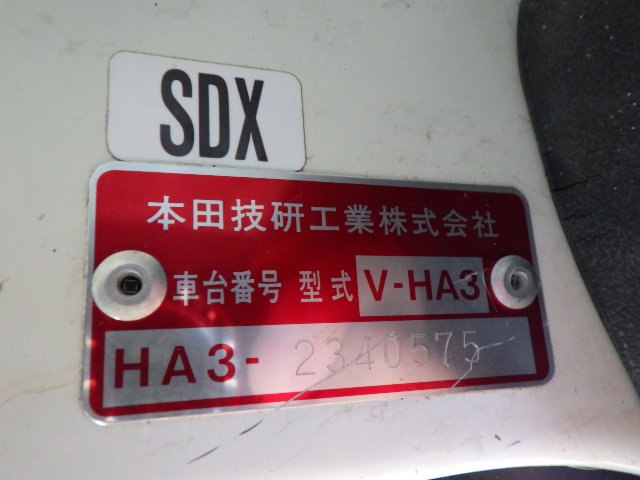 SDX
本田技研工業株式会社
車台番号 型式 V-HA3
HA3- 2340575